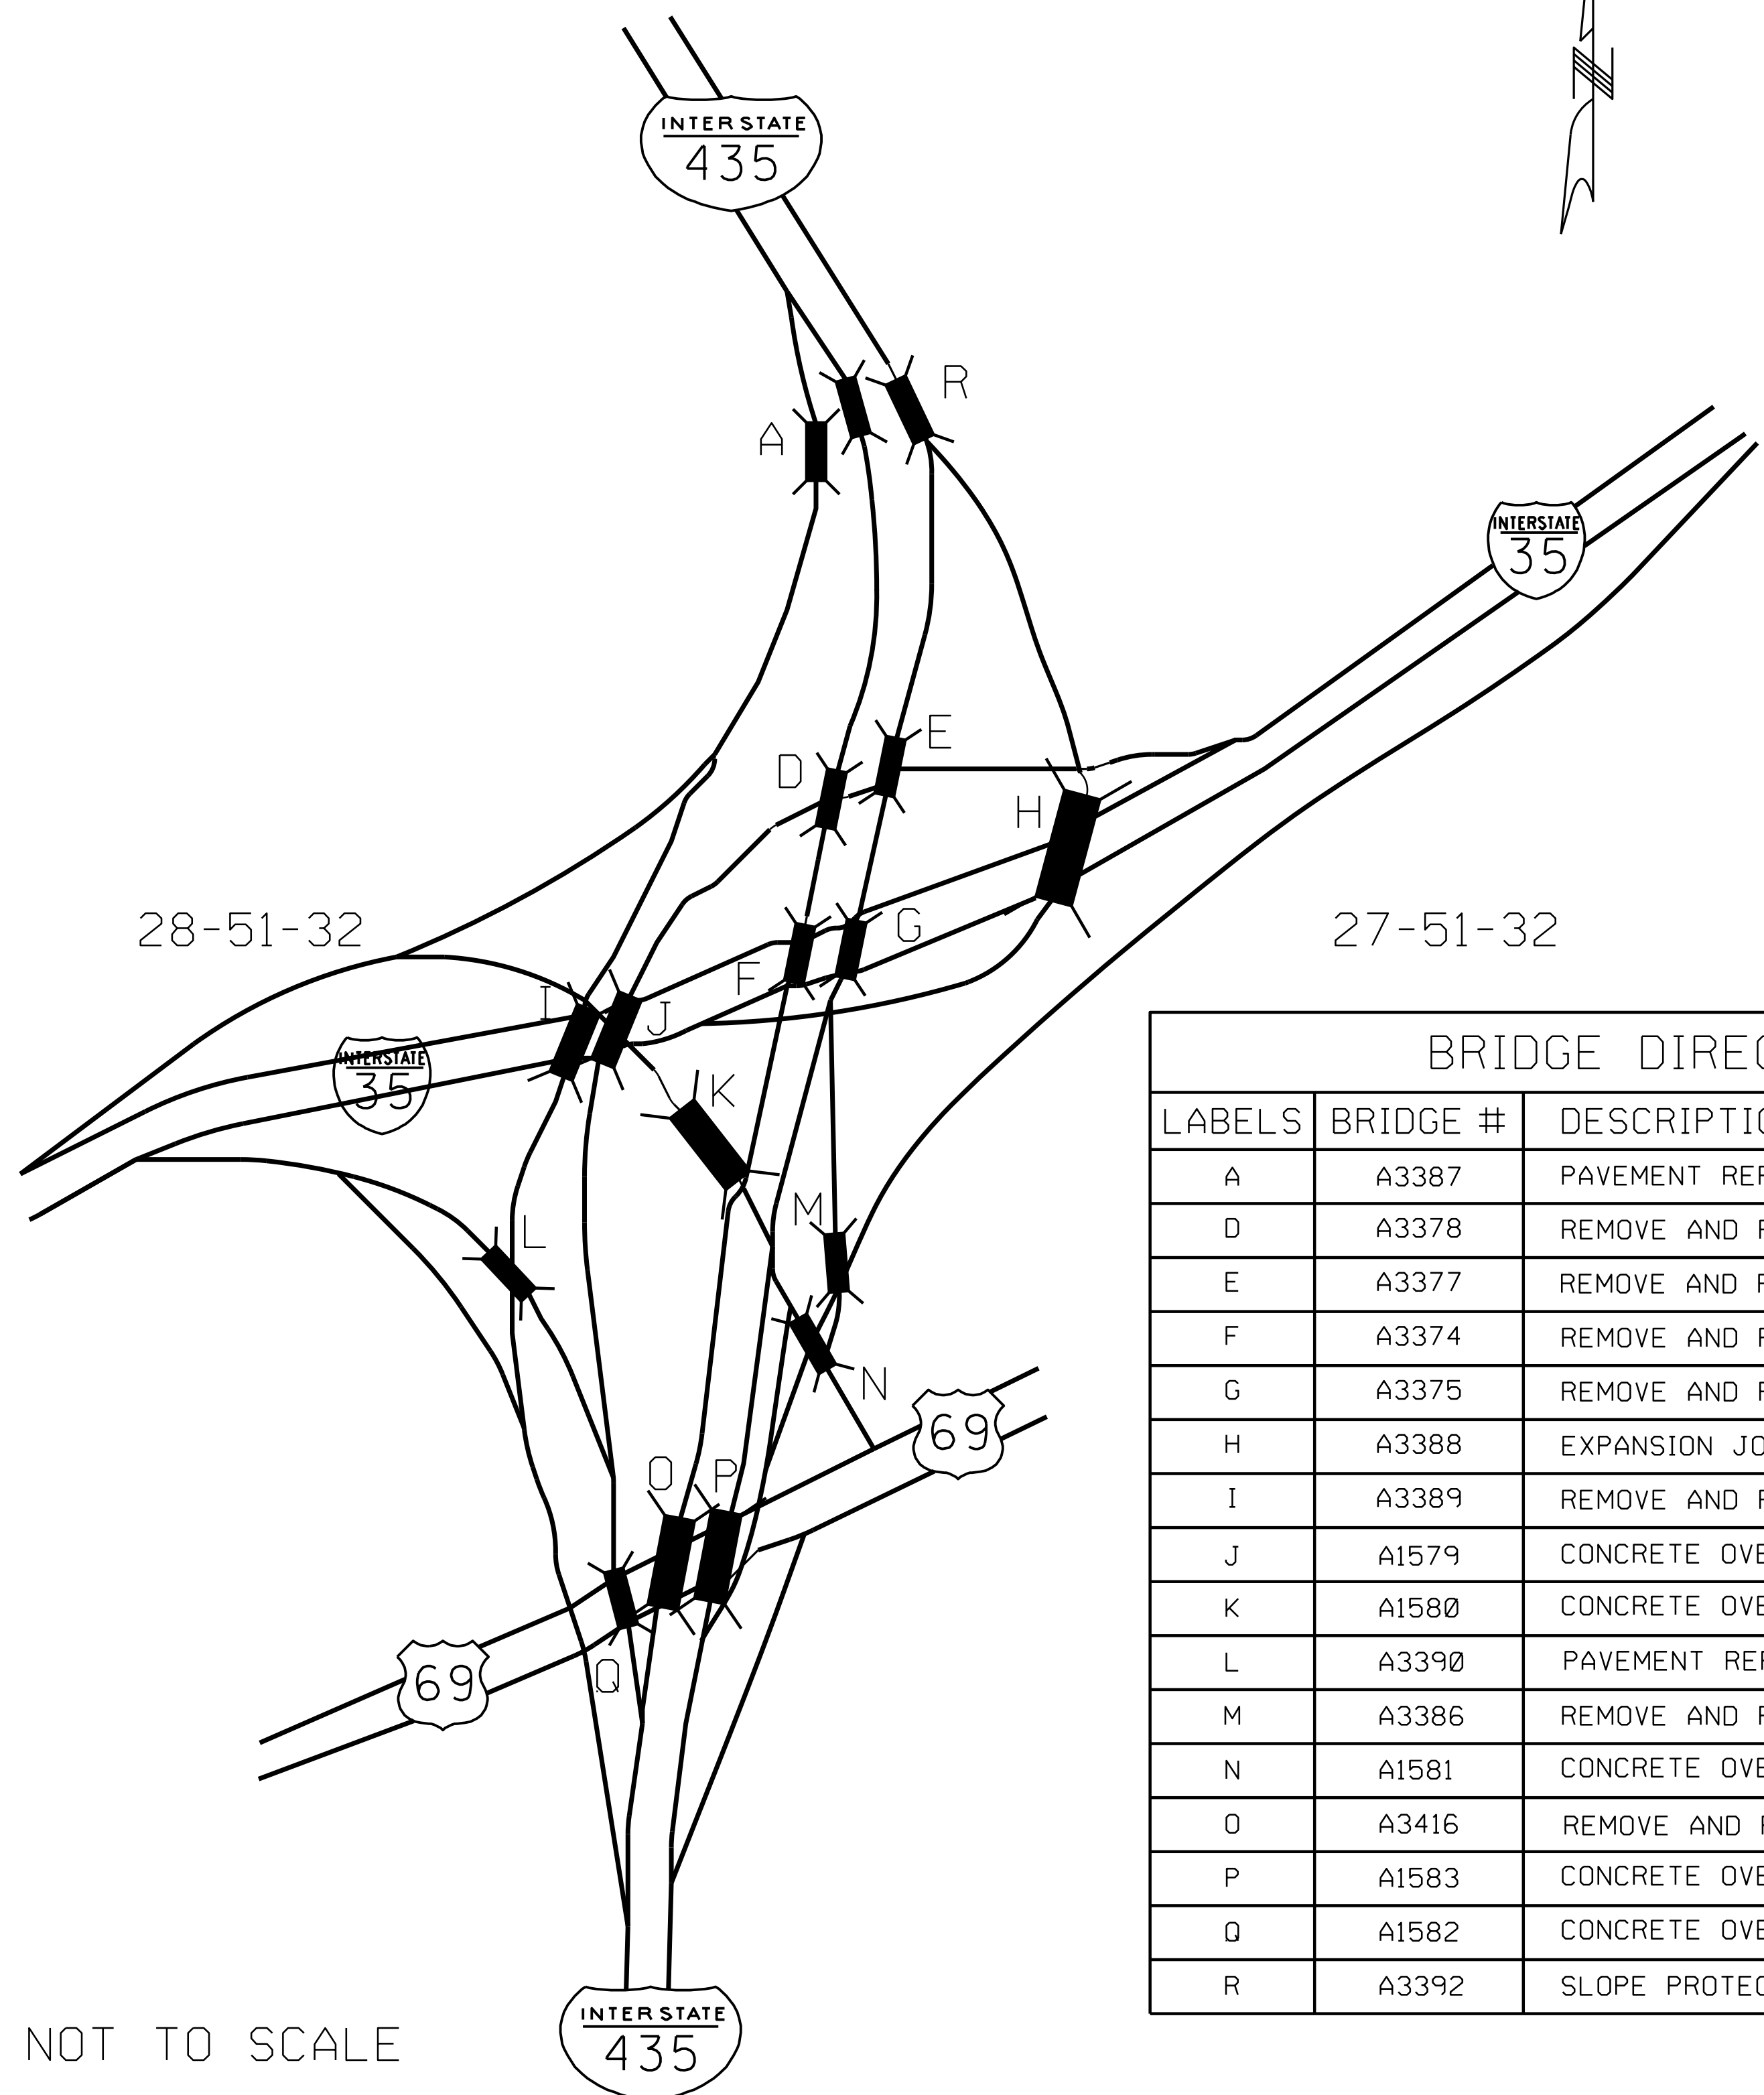 N
INTERSTATE
435
R
A
INTERSTATE
35
E
D
H
28-51-32
G
27-51-32
F
I
J
INTERSTATE
35
K
BRIDGE DIREC
M
L
N
69
O P
Q
69
LABELS BRIDGE # DESCRIPTIO
A A3387 PAVEMENT REP
D A3378 REMOVE AND R
E A3377 REMOVE AND R
F A3374 REMOVE AND R
G A3375 REMOVE AND R
H A3388 EXPANSION JO
I A3389 REMOVE AND R
J A1579 CONCRETE OVE
K A1580 CONCRETE OVE
L A3390 PAVEMENT REP
M A3386 REMOVE AND R
N A1581 CONCRETE OVE
O A3416 REMOVE AND R
P A1583 CONCRETE OVE
Q A1582 CONCRETE OVE
R A3392 SLOPE PROTEC
INTERSTATE
435
NOT TO SCALE